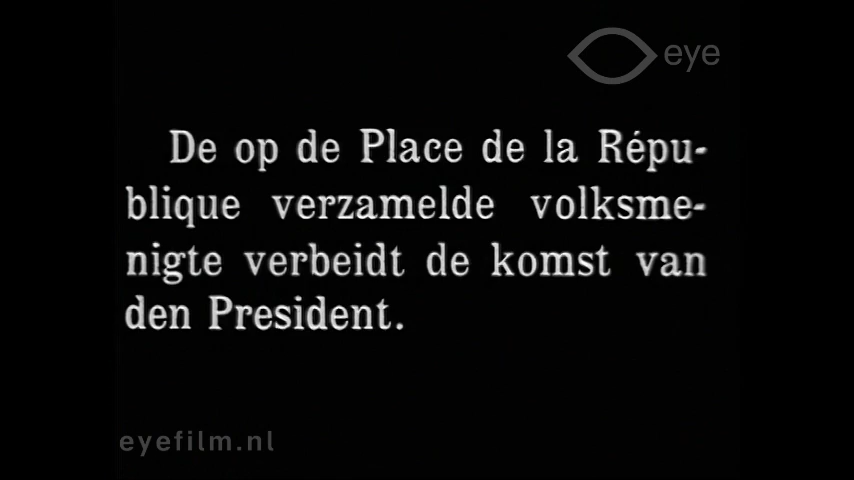 eye
De op de Place de la Répu-
blique verzamelde volksme-
nigte verbeidt de komst van
den President.
eyefilm.nl